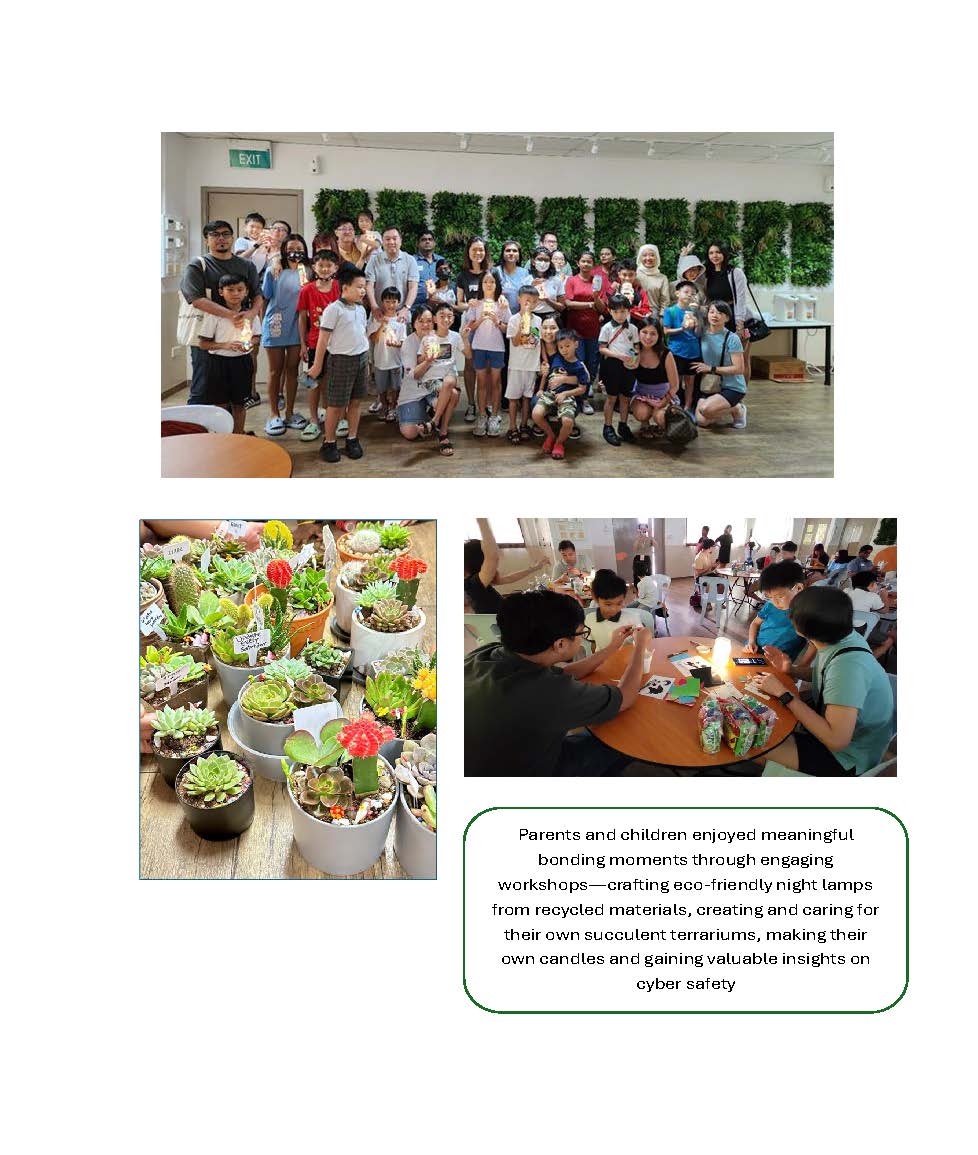 EXIT
Parents and children enjoyed meaningful
bonding moments through engaging
workshops—crafting eco-friendly night lamps
from recycled materials, creating and caring for
their own succulent terrariums, making their
own candles and gaining valuable insights on
cyber safety